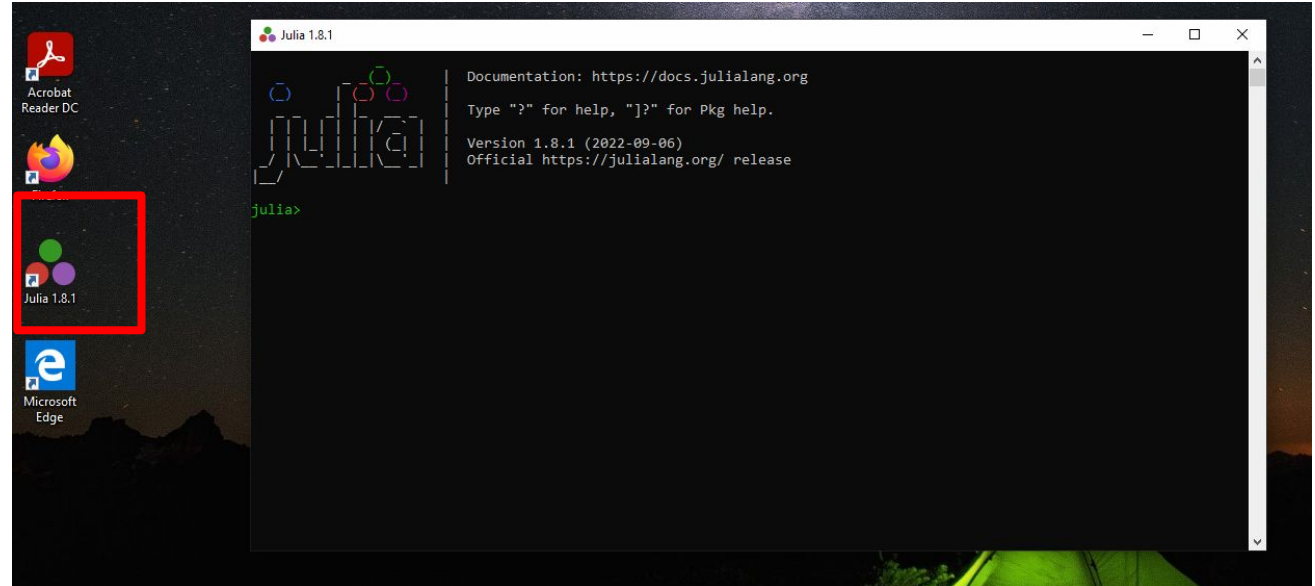 Acrobat
Reader DC
Julia 1.8.1
Microsoft
Edge
Julia 1.8.1
Documentation: https://docs.julialang.org
Type "?" for help, "]?" for Pkg help.
Version 1.8.1 (2022-09-06)
Official https://julialang.org/ release
julia
julia>